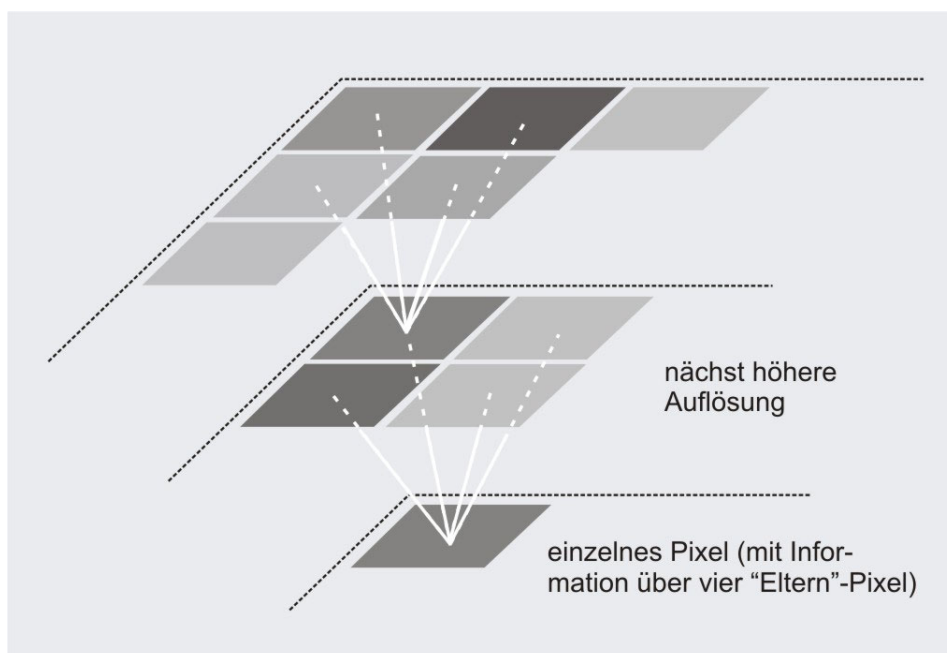 nächst höhere
Auflösung
einzelnes Pixel (mit Infor-
mation über vier “Eltern”-Pixel)